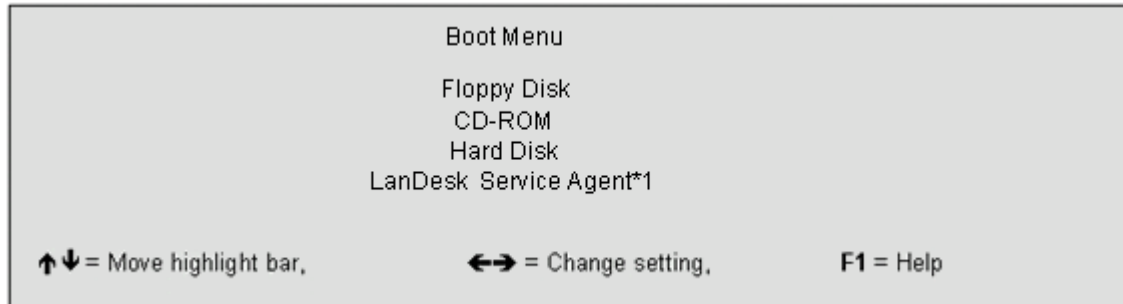 Boot Menu
Floppy Disk
CD-ROM
Hard Disk
LanDesk Service Agent*1
↑↓= Move highlight bar, ←→ = Change setting, F1 = Help